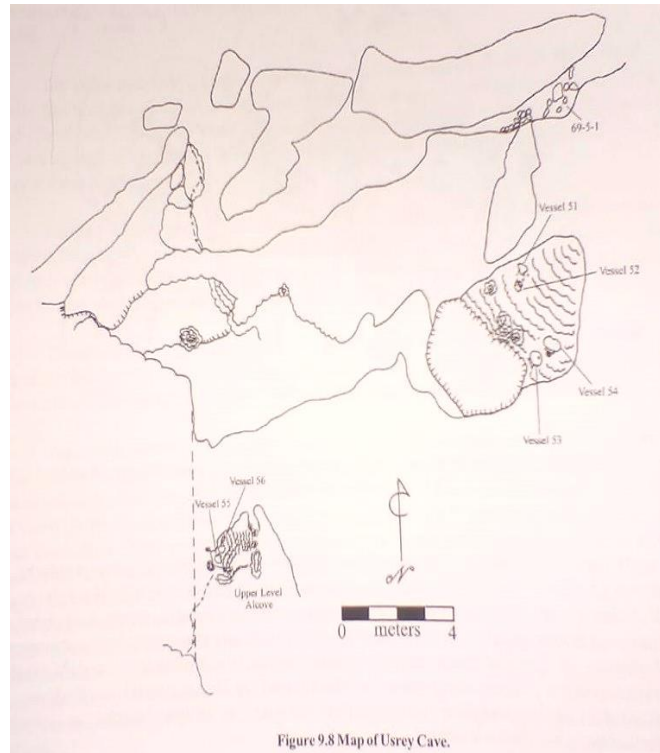 69-5-1
Vessel 51
Vessel 52
Vessel 54
Vessel 53
Vessel 56
Vessel 55
Upper Level
Alcove
N
0 meters 4
Figure 9.8 Map of Usrey Cave.